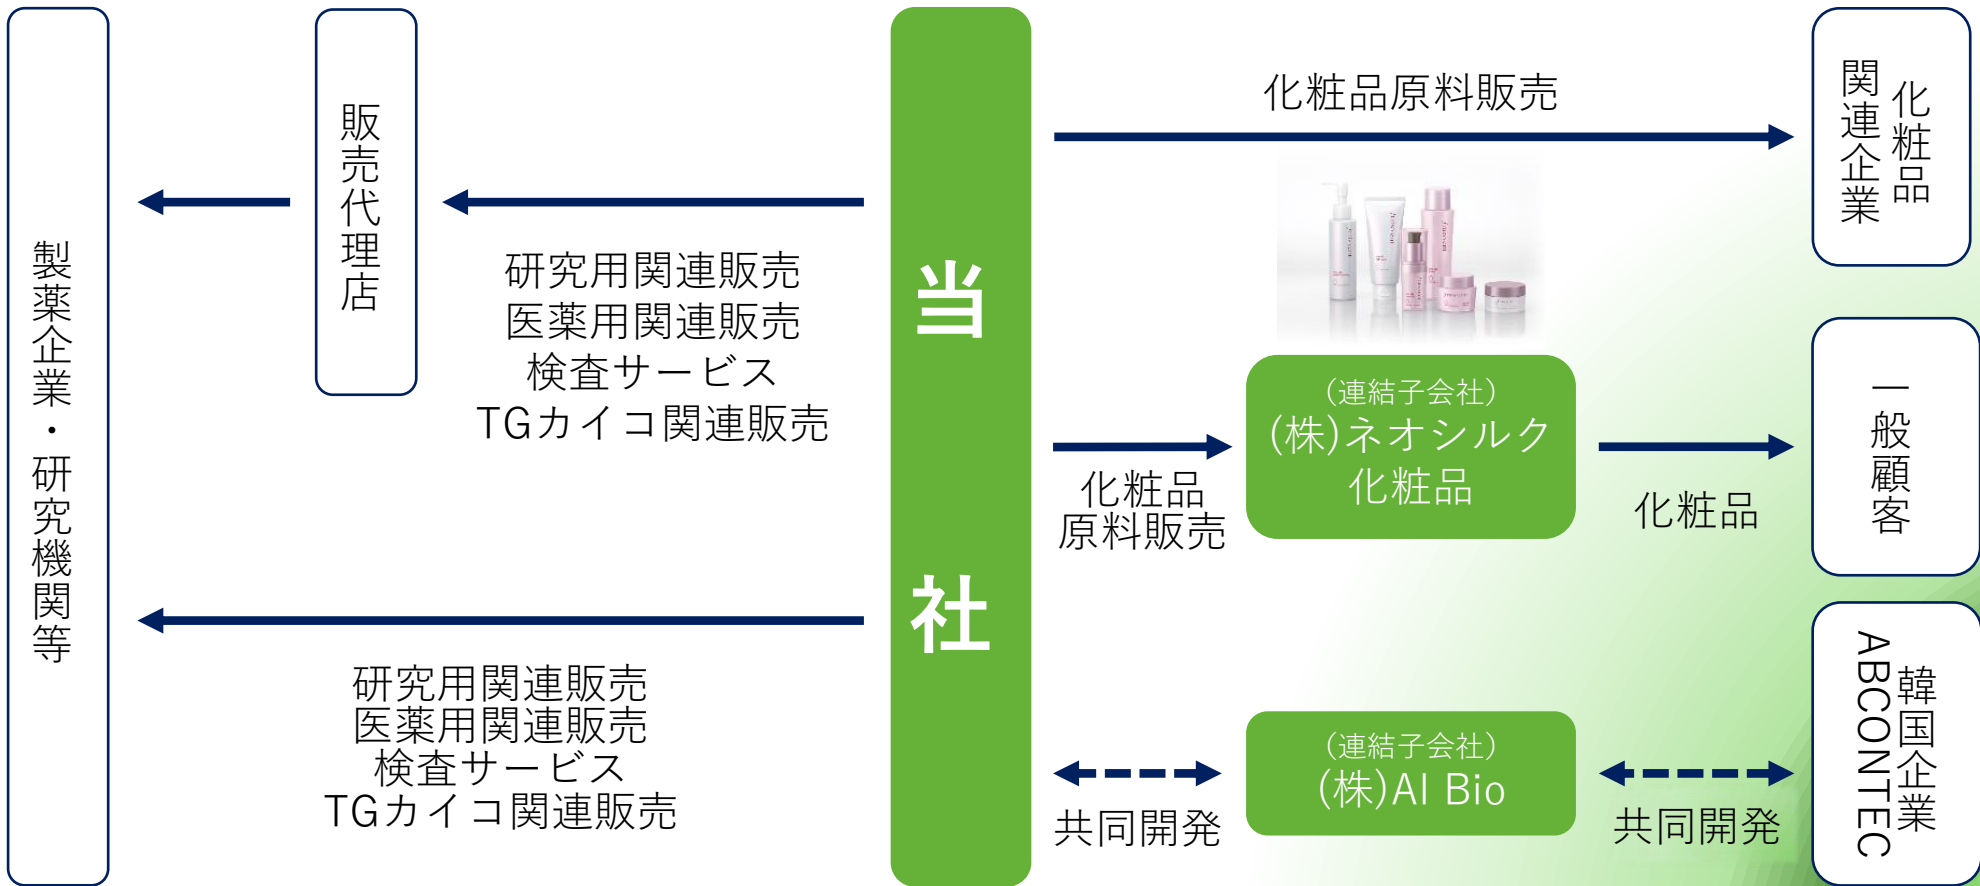 製薬企業・研究機関等
販売代理店
研究用関連販売
医薬用関連販売
検査サービス
TGカイコ関連販売
研究用関連販売
医薬用関連販売
検査サービス
TGカイコ関連販売
当社
化粧品原料販売
化粧品
関連企業
化粧品
原料販売
(連結子会社)
(株)ネオシルク
化粧品
化粧品
一般顧客
共同開発
(連結子会社)
(株)AI Bio
共同開発
韓国企業
ABCONTEC